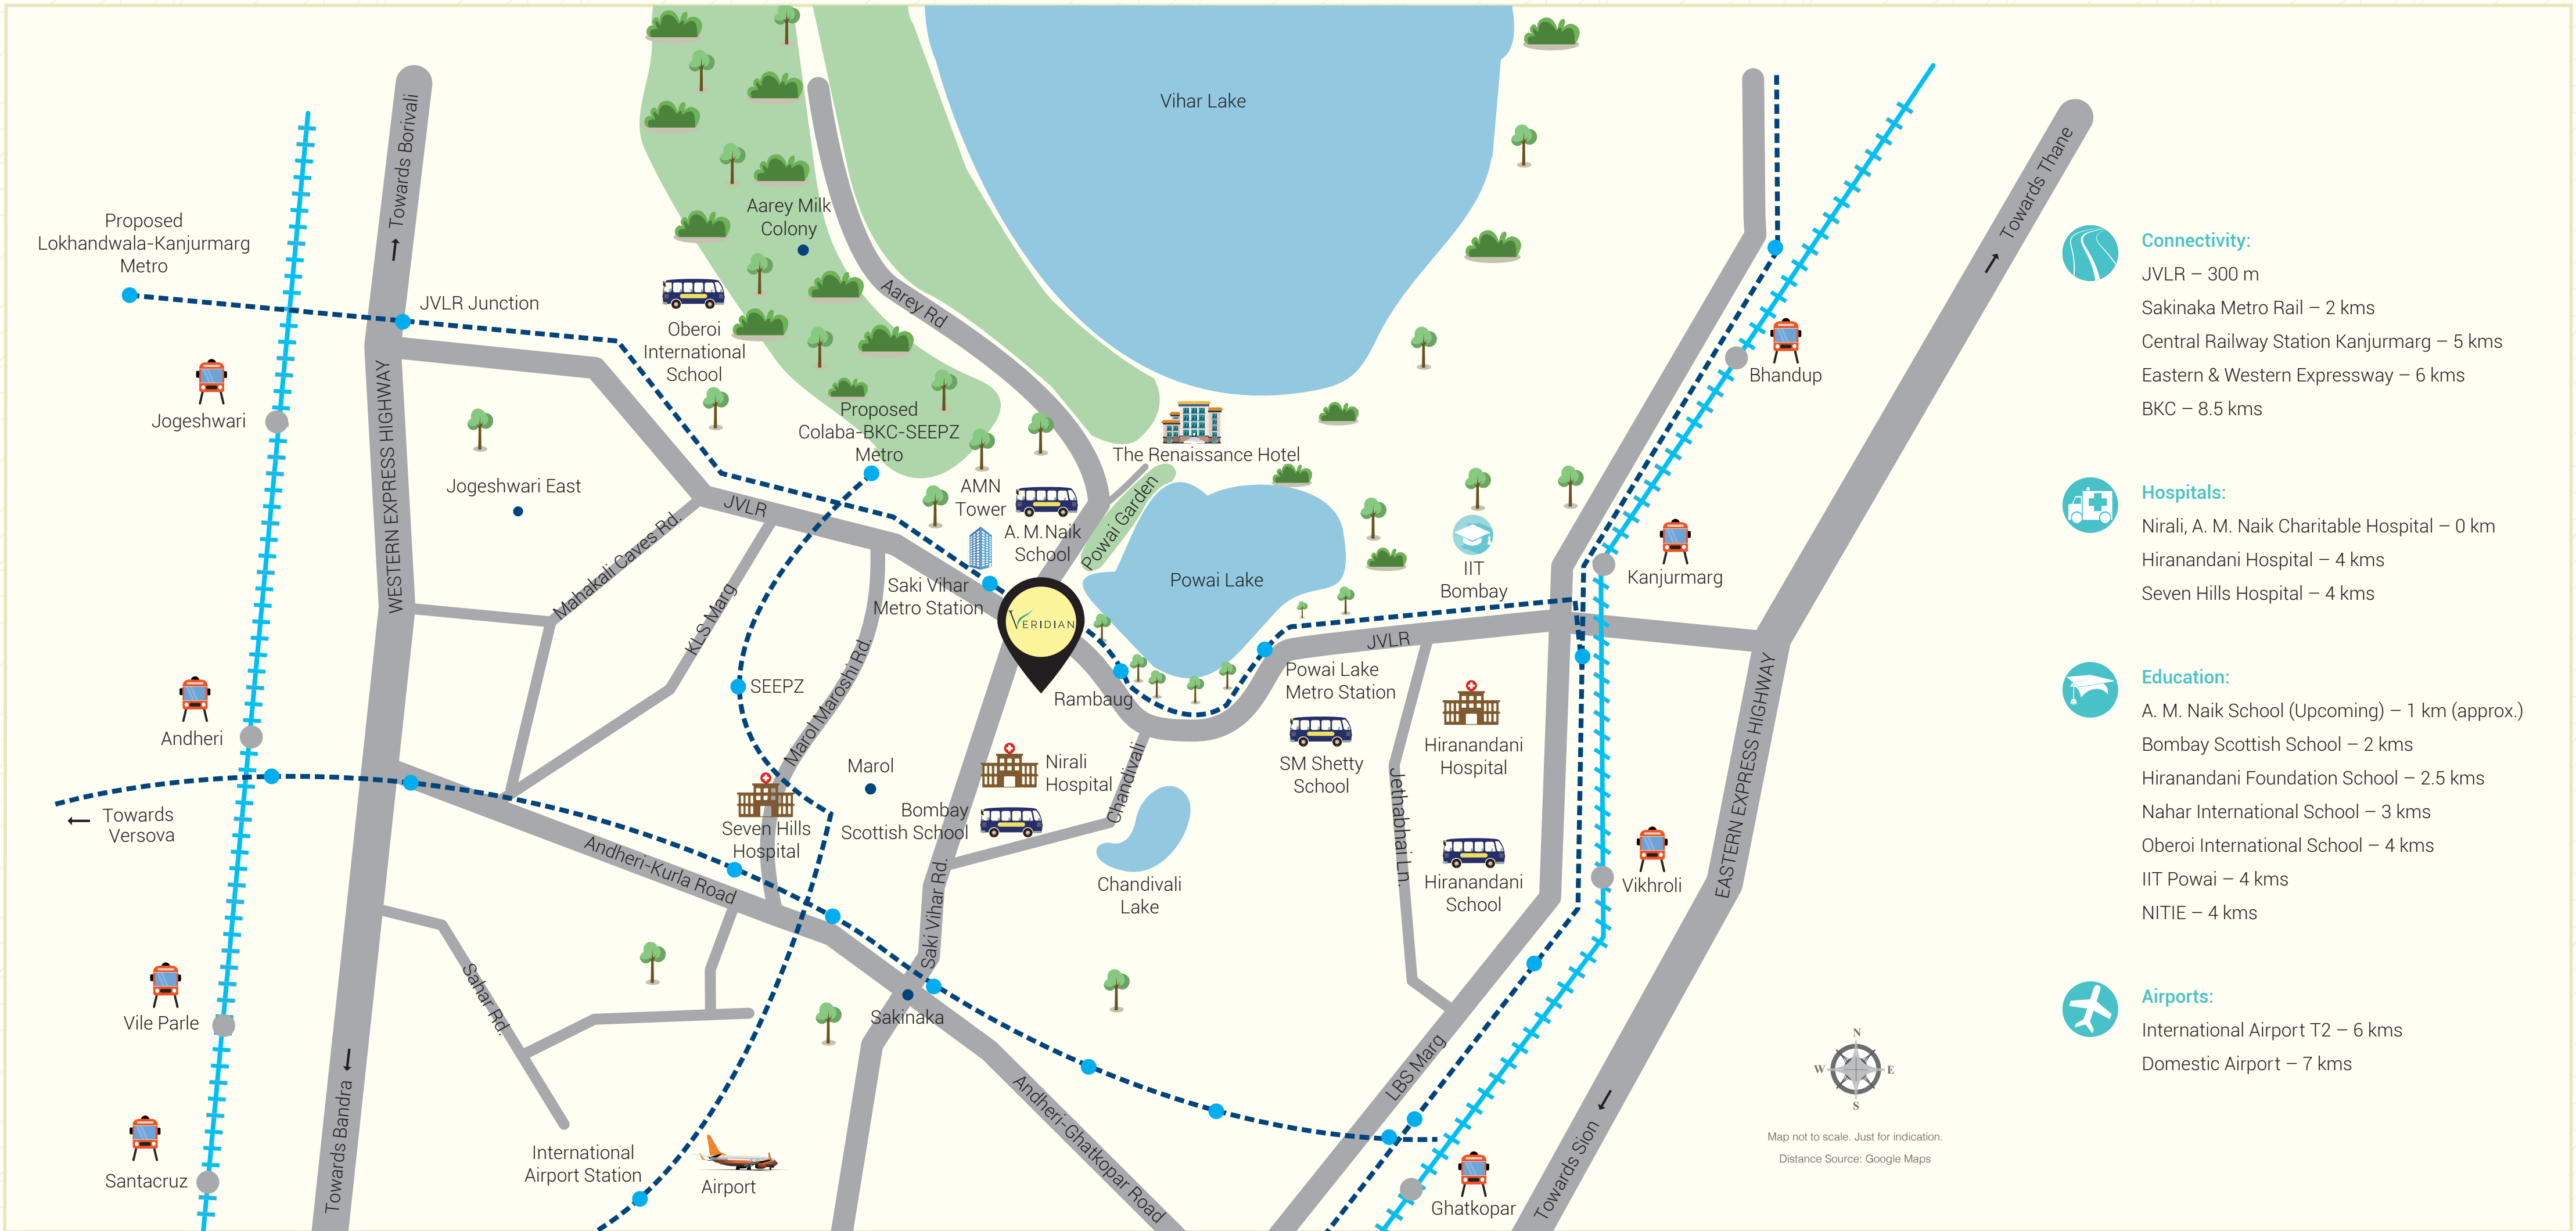 Vihar Lake
Towards Borivali
Towards Thane
Proposed
Lokhandwala-Kanjurmarg
Metro
Aarey Milk
Colony
JVLR Junction
Aarey Rd
Oberoi
International
School
Jogeshwari
Bhandup
WESTERN EXPRESS HIGHWAY
Proposed
Colaba-BKC-SEEPZ
Metro
The Renaissance Hotel
Jogeshwari East
AMN
Tower
JVLR
A. M. Naik
School
Powai Garden
Mahakali Caves Rd.
Powai Lake
IIT
Bombay
Kanjurmarg
Saki Vihar
Metro Station
KLS Marg
VERIDIAN
JVLR
Powai Lake
Metro Station
SEEPZ
Marol Maroshi Rd.
Rambaug
Andheri
Hiranandani
Hospital
Marol
Nirali
Hospital
SM Shetty
School
Chandivali
Jethabhai Ln.
EASTERN EXPRESS HIGHWAY
Towards
Versova
Bombay
Scottish School
Seven Hills
Hospital
Andheri-Kurla Road
Saki Vihar Rd.
Chandivali
Lake
Hiranandani
School
Vikhroli
Sahar Rd.
Vile Parle
Sakinaka
LBS Marg
Towards Bandra
Andheri-Ghatkopar Road
Towards Sion
International
Airport Station
Airport
Santacruz
Ghatkopar
N
W
E
S
Map not to scale. Just for indication.
Distance Source: Google Maps
Connectivity:
JVLR – 300 m
Sakinaka Metro Rail – 2 kms
Central Railway Station Kanjurmarg – 5 kms
Eastern & Western Expressway – 6 kms
BKC – 8.5 kms
Hospitals:
Nirali, A. M. Naik Charitable Hospital – 0 km
Hiranandani Hospital – 4 kms
Seven Hills Hospital – 4 kms
Education:
A. M. Naik School (Upcoming) – 1 km (approx.)
Bombay Scottish School – 2 kms
Hiranandani Foundation School – 2.5 kms
Nahar International School – 3 kms
Oberoi International School – 4 kms
IIT Powai – 4 kms
NITIE – 4 kms
Airports:
International Airport T2 – 6 kms
Domestic Airport – 7 kms